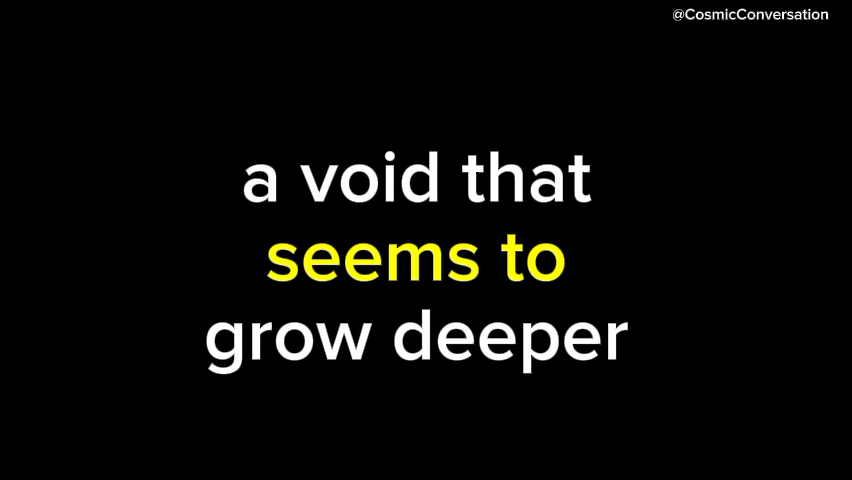 @CosmicConversation
a void that
seems to
grow deeper